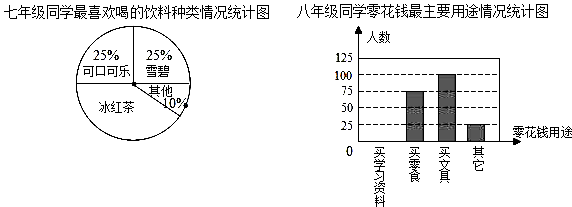 七年级同学最喜欢喝的饮料种类情况统计图
25%
可口可乐
25%
雪碧
其他
10%
冰红茶
八年级同学零花钱最主要用途情况统计图
人数
125
100
75
50
25
0
零花钱用途
买学习资料
买零食
买文具
其它